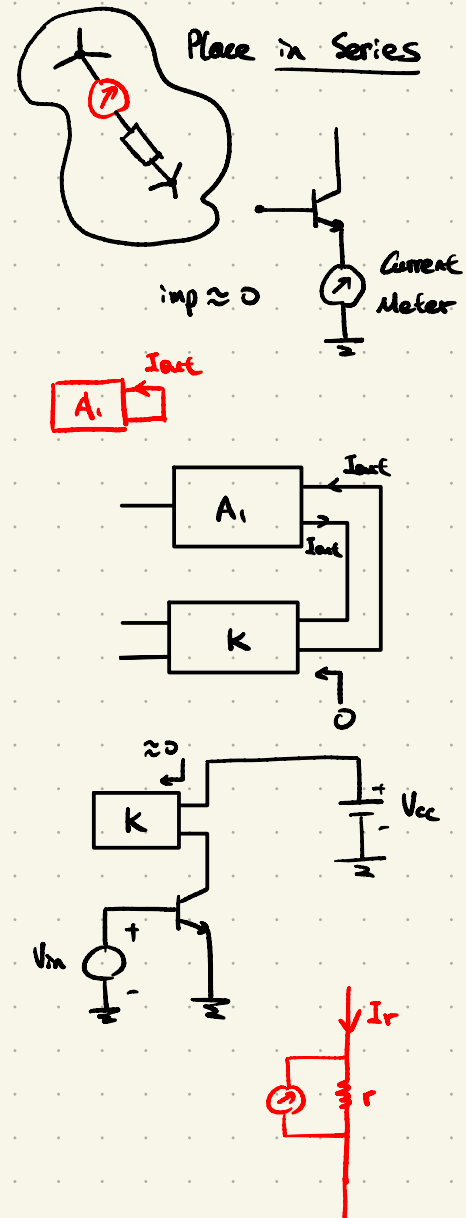 Place in Series
Current
Meter
imp ≈ 0
Iout
A₁
Iout
A₁
Iout
K
0
≈0
K
+
Vcc
-
+
Vin
-
Ir
r